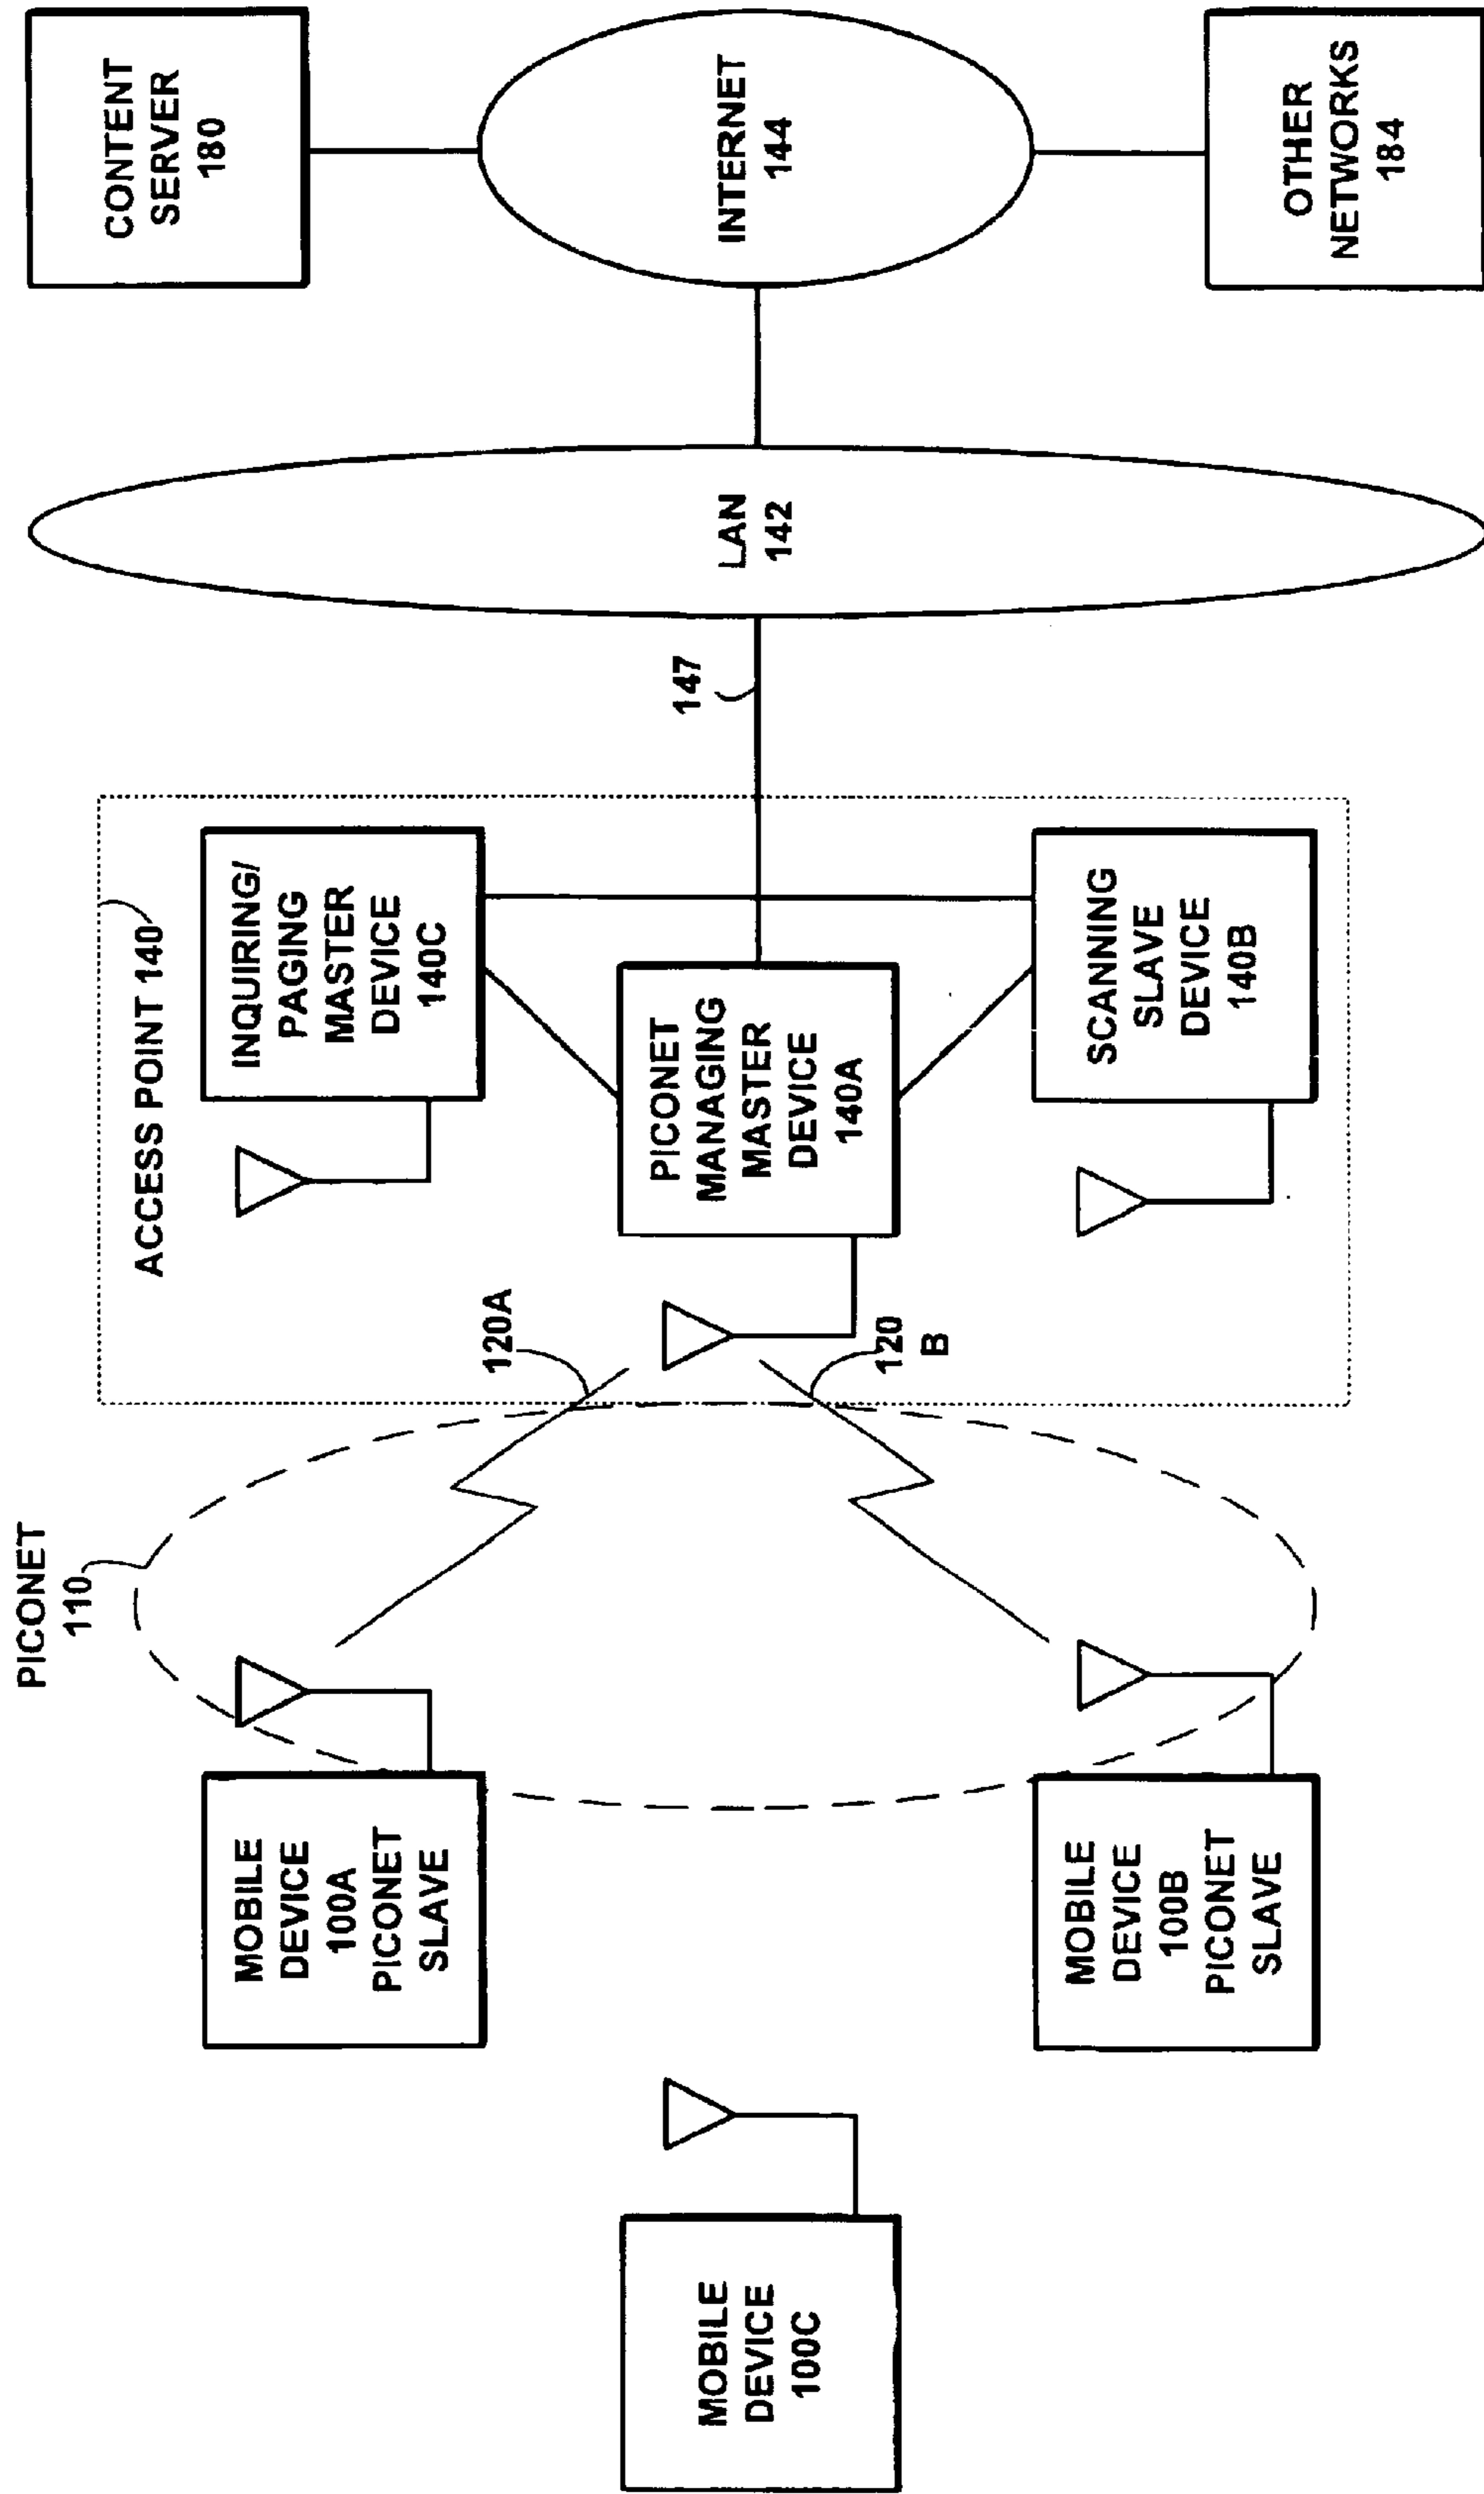 MOBILE
DEVICE
100C
MOBILE
DEVICE
100A
PICONET
SLAVE
MOBILE
DEVICE
100B
PICONET
SLAVE
PICONET
110
120A
120
B
ACCESS POINT 140
INQUIRING/
PAGING
MASTER
DEVICE
140C
PICONET
MANAGING
MASTER
DEVICE
140A
SCANNING
SLAVE
DEVICE
140B
147
LAN
142
CONTENT
SERVER
180
INTERNET
144
OTHER
NETWORKS
184